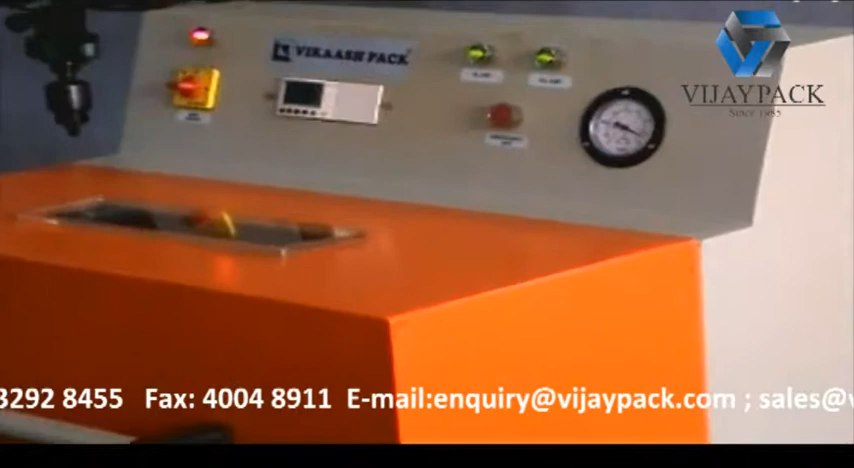 VIJAYPACK
Since 1985
VIKAASH PACK
3292 8455 Fax: 4004 8911 E-mail:enquiry@vijaypack.com ; sales@v